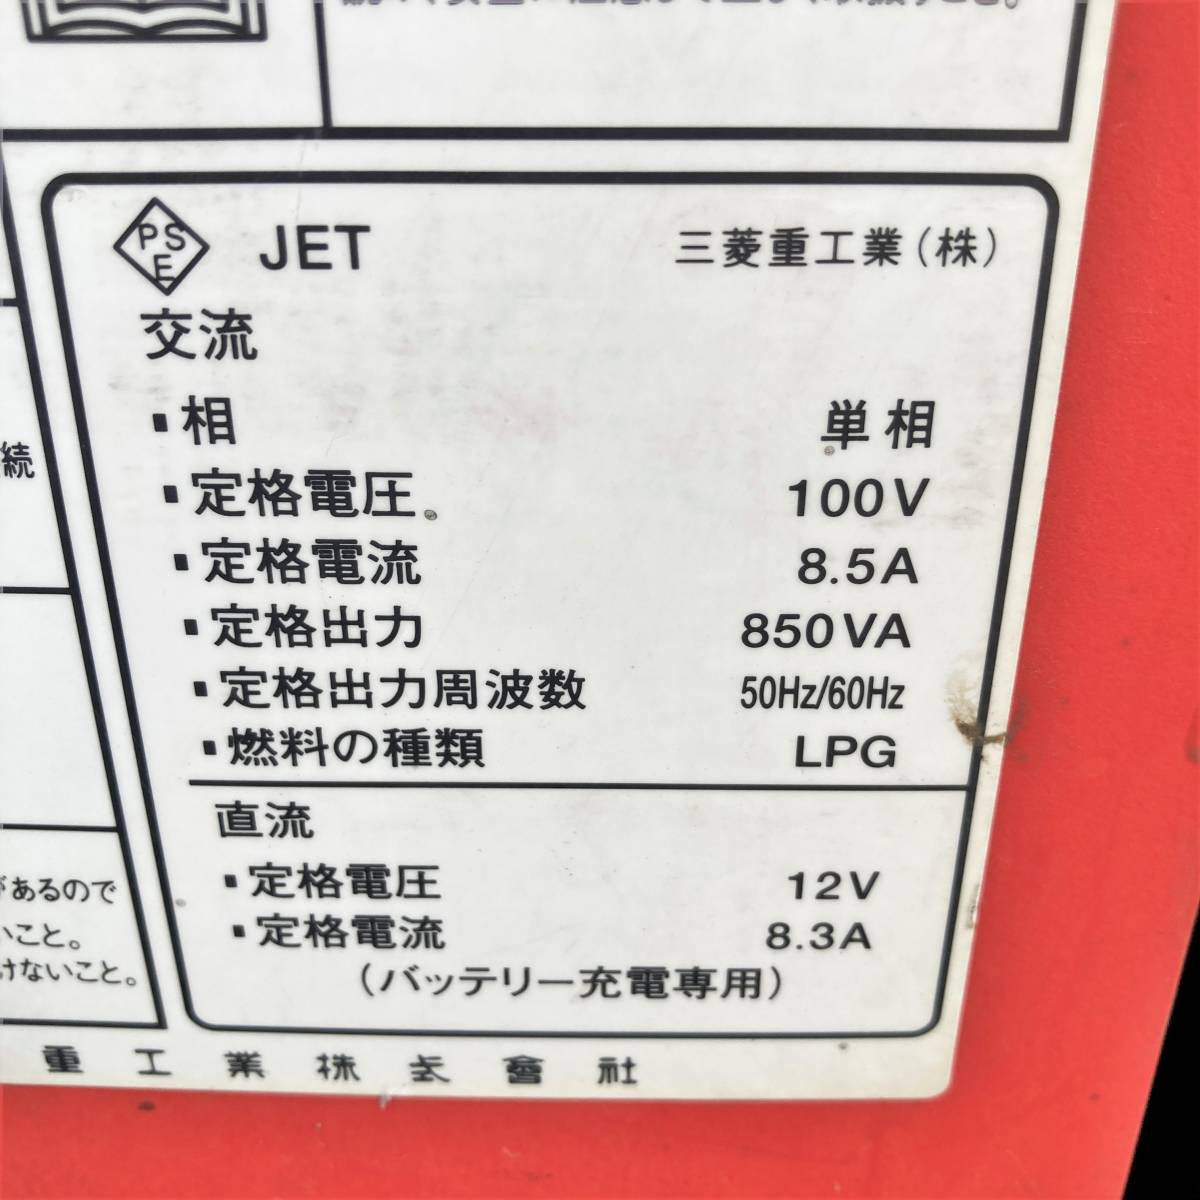 PSE JET 三菱重工業(株)
交流
・相 単相
・定格電圧 100V
・定格電流 8.5A
・定格出力 850VA
・定格出力周波数 50Hz/60Hz
・燃料の種類 LPG
直流
・定格電圧 12V
・定格電流 8.3A
(バッテリー充電専用)
続
があるので
いこと。
けないこと。
重工業株式會社